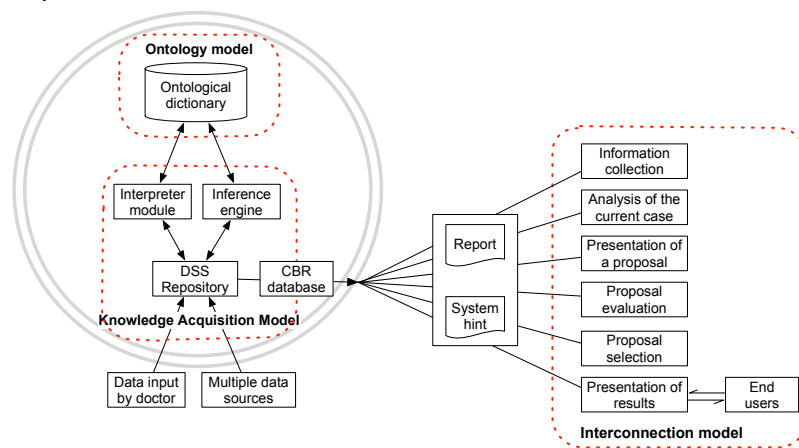 Ontology model
Ontological
dictionary
Interpreter
module
Inference
engine
DSS
Repository
CBR
database
Knowledge Acquisition Model
Data input
by doctor
Multiple data
sources
Report
System
hint
Information
collection
Analysis of the
current case
Presentation of
a proposal
Proposal
evaluation
Proposal
selection
Presentation of
results
End
users
Interconnection model